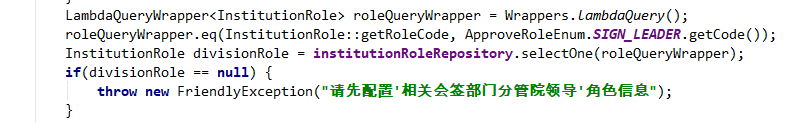 LambdaQueryWrapper<InstitutionRole> roleQueryWrapper = Wrappers.lambdaQuery();
roleQueryWrapper.eq(InstitutionRole::getRoleCode, ApproveRoleEnum.SIGN_LEADER.getCode());
InstitutionRole divisionRole = institutionRoleRepository.selectOne(roleQueryWrapper);
if(divisionRole == null) {
    throw new FriendlyException("请先配置'相关会签部门分管院领导'角色信息");
}